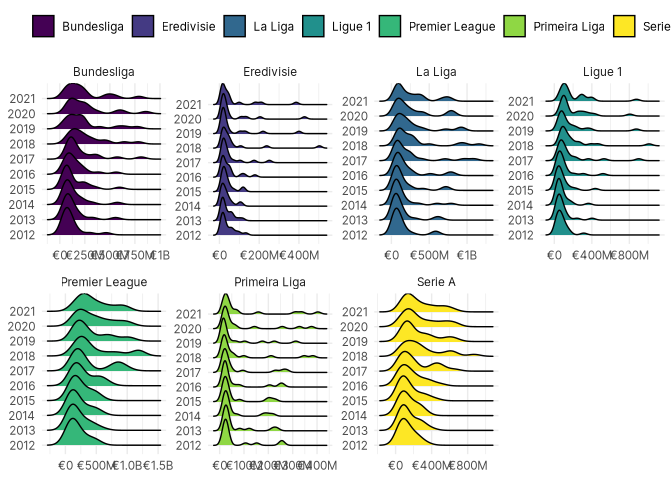 Bundesliga Eredivisie La Liga Ligue 1 Premier League Primeira Liga Serie
Bundesliga Eredivisie La Liga Ligue 1
2021 2021 2021 2021
2020 2020 2020 2020
2019 2019 2019 2019
2018 2018 2018 2018
2017 2017 2017 2017
2016 2016 2016 2016
2015 2015 2015 2015
2014 2014 2014 2014
2013 2013 2013 2013
2012 2012 2012 2012
€0 €250M €500M €750M €1B €0 €200M €400M €0 €500M €1B €0 €400M €800M
Premier League Primeira Liga Serie A
2021 2021 2021
2020 2020 2020
2019 2019 2019
2018 2018 2018
2017 2017 2017
2016 2016 2016
2015 2015 2015
2014 2014 2014
2013 2013 2013
2012 2012 2012
€0 €500M €1.0B €1.5B €0 €100M €200M €300M €400M €0 €400M €800M